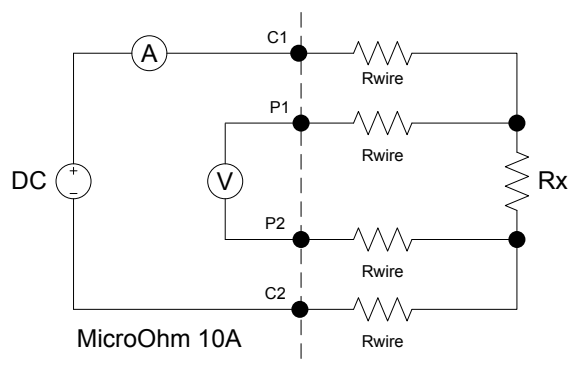 C1
A
Rwire
P1
Rwire
DC
+
−
V
Rx
P2
Rwire
C2
Rwire
MicroOhm 10A